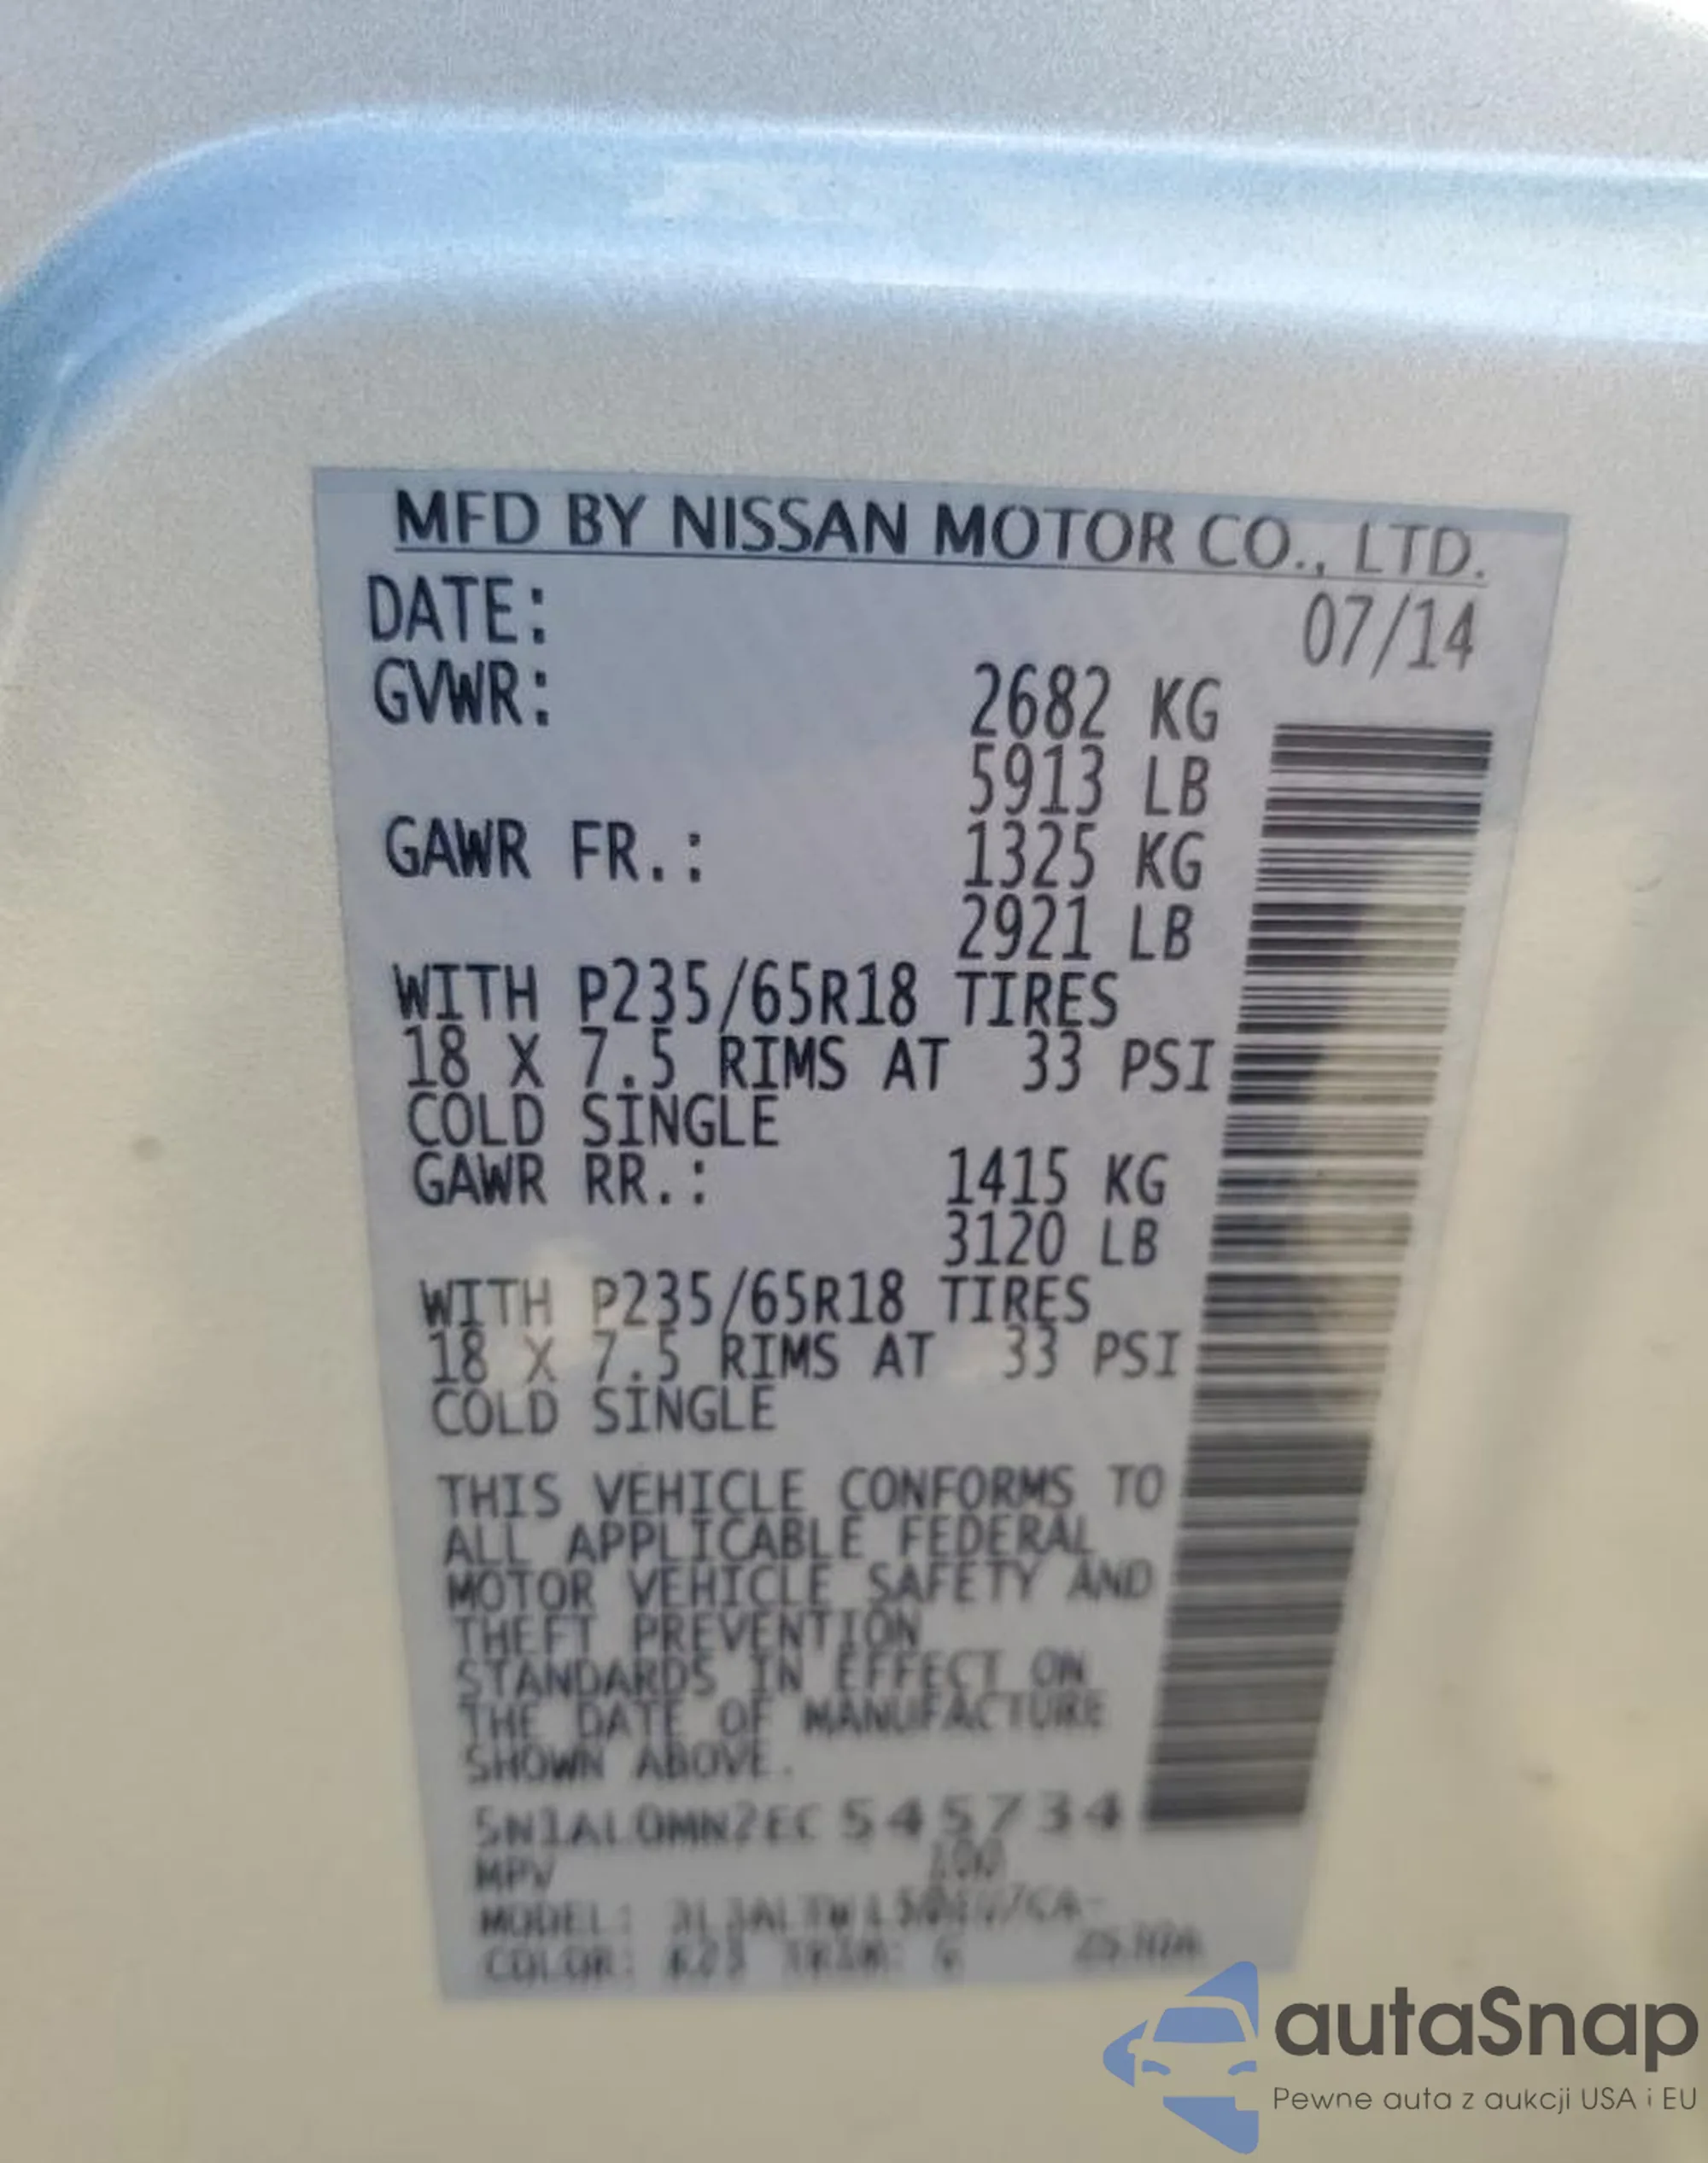 MFD BY NISSAN MOTOR CO., LTD.
DATE: 07/14
GVWR: 2682 KG
5913 LB
GAWR FR.: 1325 KG
2921 LB
WITH P235/65R18 TIRES
18 X 7.5 RIMS AT 33 PSI
COLD SINGLE
GAWR RR.: 1415 KG
3120 LB
WITH P235/65R18 TIRES
18 X 7.5 RIMS AT 33 PSI
COLD SINGLE
THIS VEHICLE CONFORMS TO
ALL APPLICABLE FEDERAL
MOTOR VEHICLE SAFETY AND
THEFT PREVENTION
STANDARDS IN EFFECT ON
THE DATE OF MANUFACTURE
SHOWN ABOVE.
5N1AL0MN2EC545734
MPV
MODEL:
COLOR: TRIM: G
autaSnap
Pewne auta z aukcji USA i EU